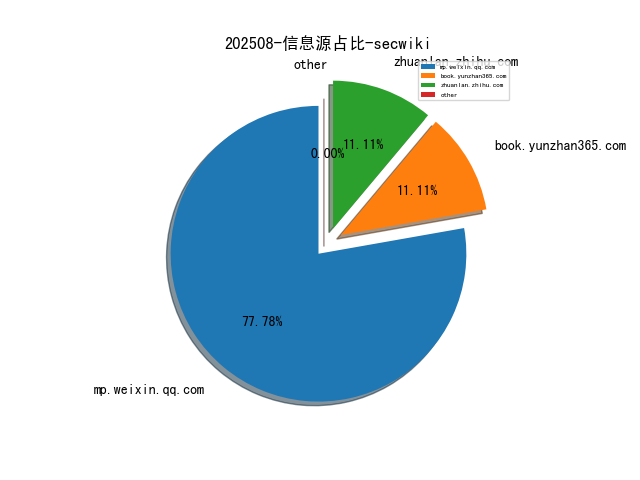 202508-信息源占比-secwiki
other
zhuanlan.zhihu.com
mp.weixin.qq.com
book.yunzhan365.com
zhuanlan.zhihu.com
other
11.11%
0.00%
book.yunzhan365.com
11.11%
77.78%
mp.weixin.qq.com